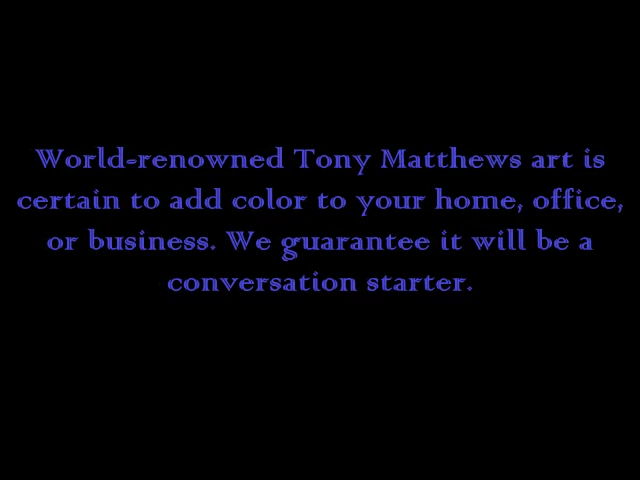 World-renowned Tony Matthews art is
certain to add color to your home, office,
or business. We guarantee it will be a
conversation starter.